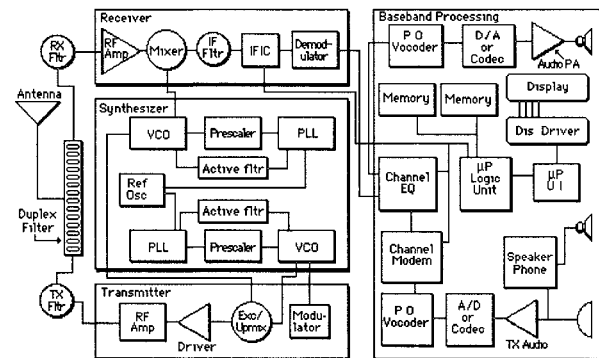 Receiver
RX
Fltr
RF
Amp
Mixer
IF
Fltr
IFIC
Demod-
ulator
Antenna
Duplex
Filter
TX
Fltr
Synthesizer
VCO
Prescaler
PLL
Active fltr
Ref
Osc
Active fltr
PLL
Prescaler
VCO
Transmitter
RF
Amp
Driver
Exc/
Upmix
Modu-
lator
Baseband Processing
P O
Vocoder
D/A
or
Codec
Audio PA
Memory
Memory
Display
Dis Driver
Channel
EQ
µP
Logic
Unit
µP
U I
Channel
Modem
Speaker
Phone
P O
Vocoder
A/D
or
Codec
TX Audio